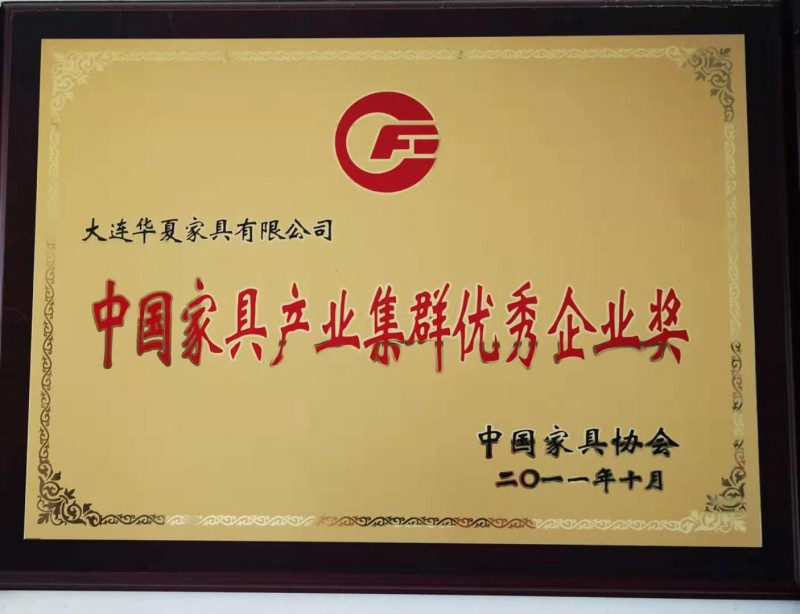 大连华夏家具有限公司
中国家具产业集群优秀企业奖
中国家具协会
二〇一一年十月